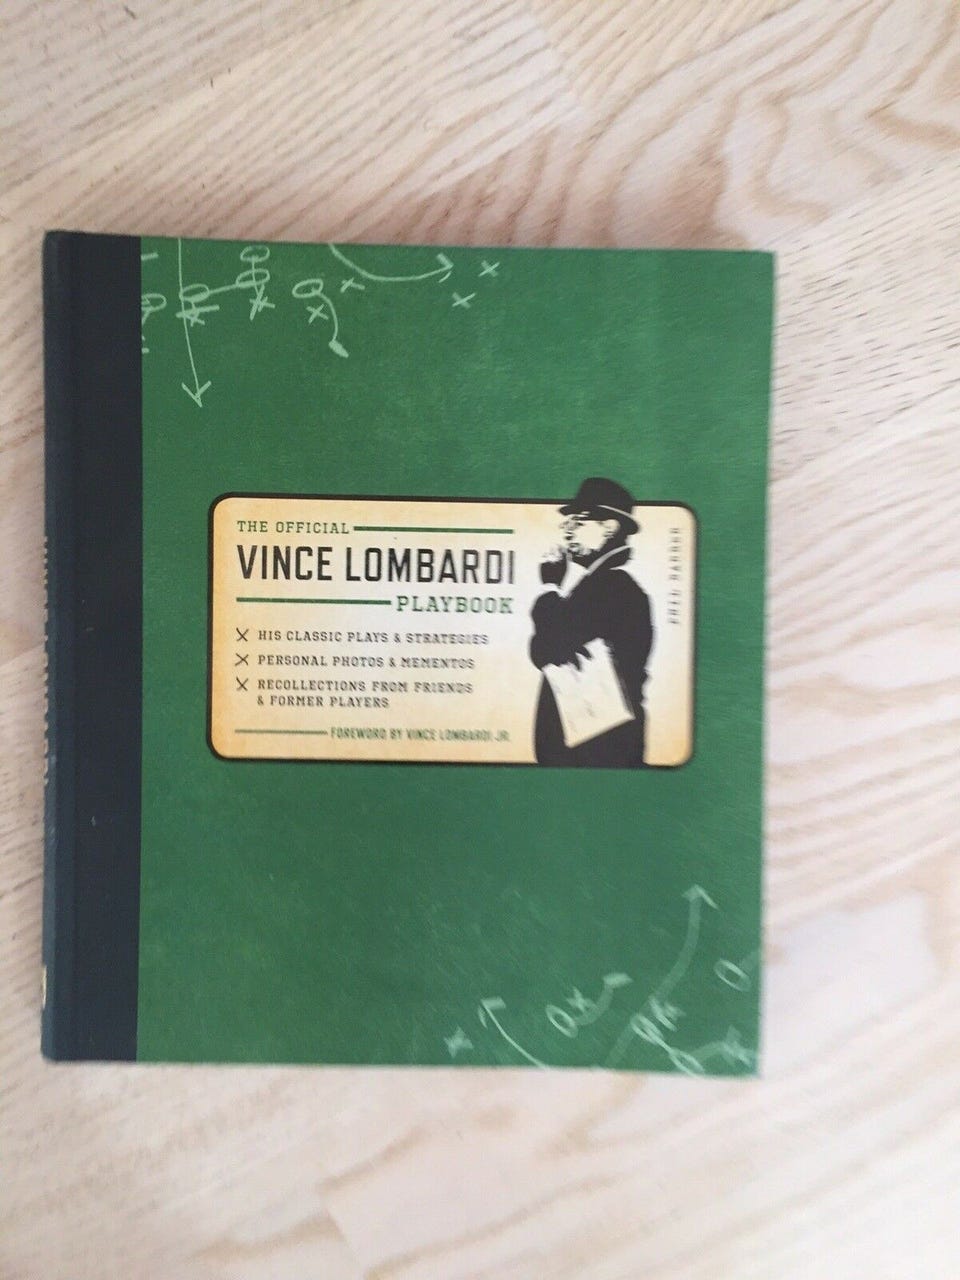 THE OFFICIAL
VINCE LOMBARDI
PLAYBOOK
X HIS CLASSIC PLAYS & STRATEGIES
X PERSONAL PHOTOS & MEMENTOS
X RECOLLECTIONS FROM FRIENDS
& FORMER PLAYERS
FOREWORD BY VINCE LOMBARDI JR.